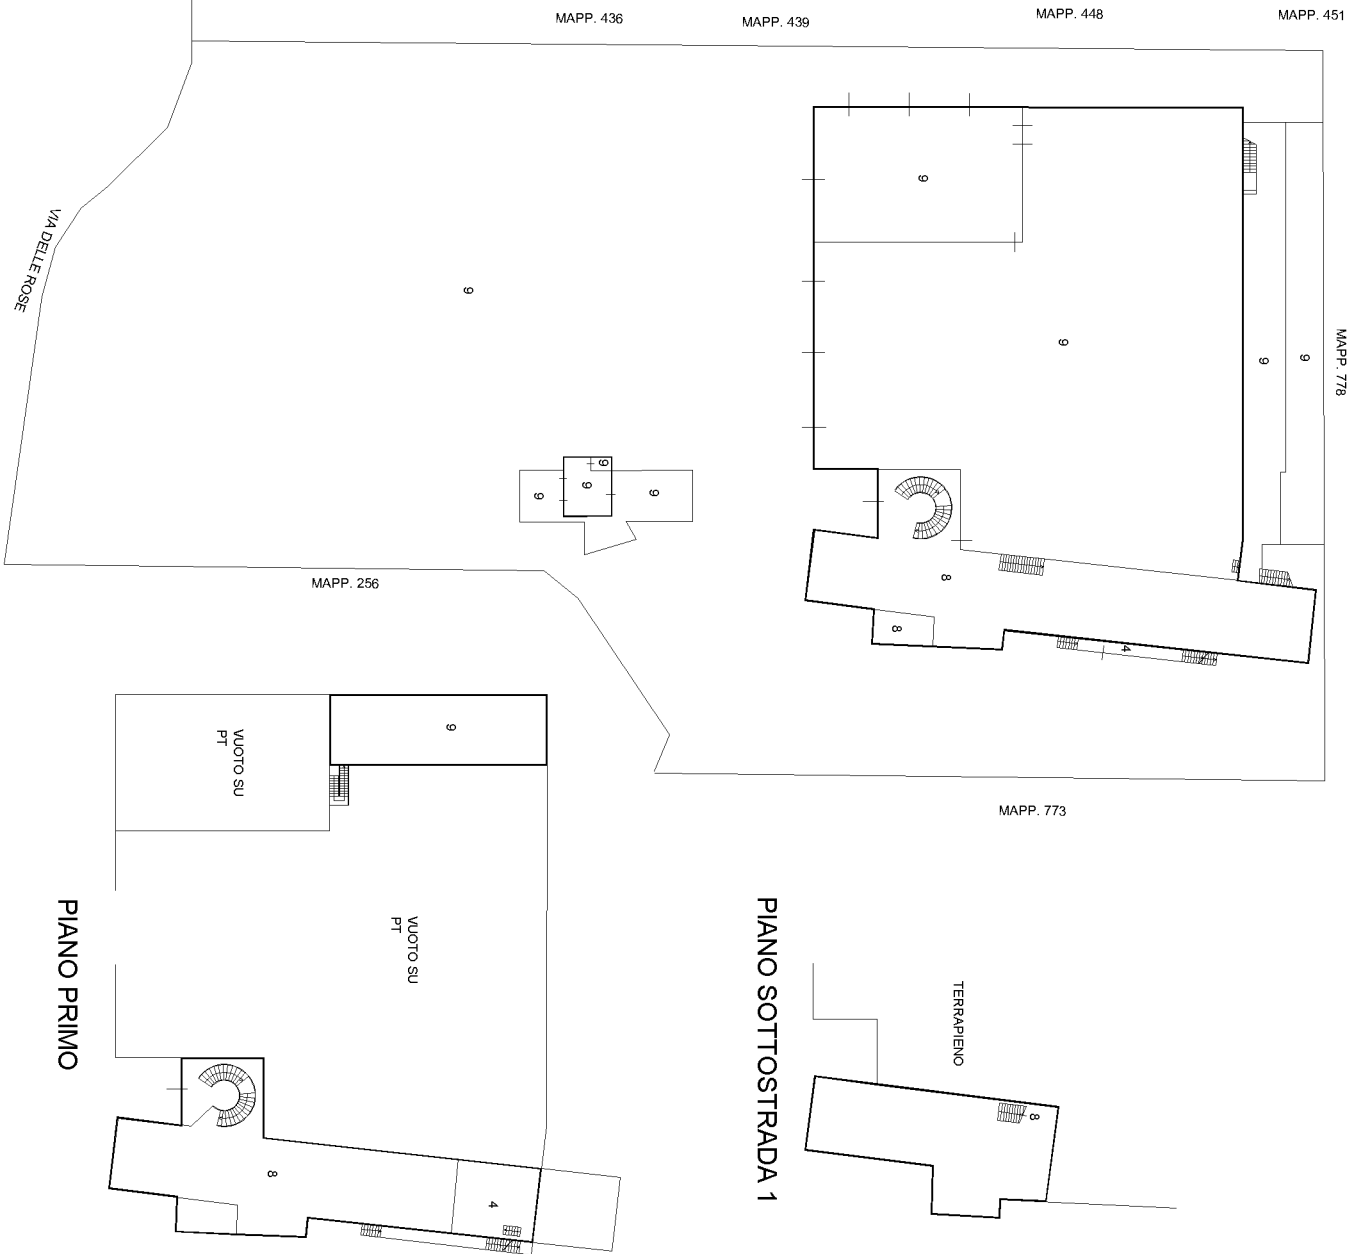 MAPP. 436
MAPP. 439
MAPP. 448
MAPP. 451
VIA DELLE ROSE
9
9
9
9
9
MAPP. 778
9
9
9
9
8
8
4
MAPP. 256
MAPP. 773
VUOTO SU
PT
9
VUOTO SU
PT
PIANO PRIMO
8
4
PIANO SOTTOSTRADA 1
TERRAPIENO
8